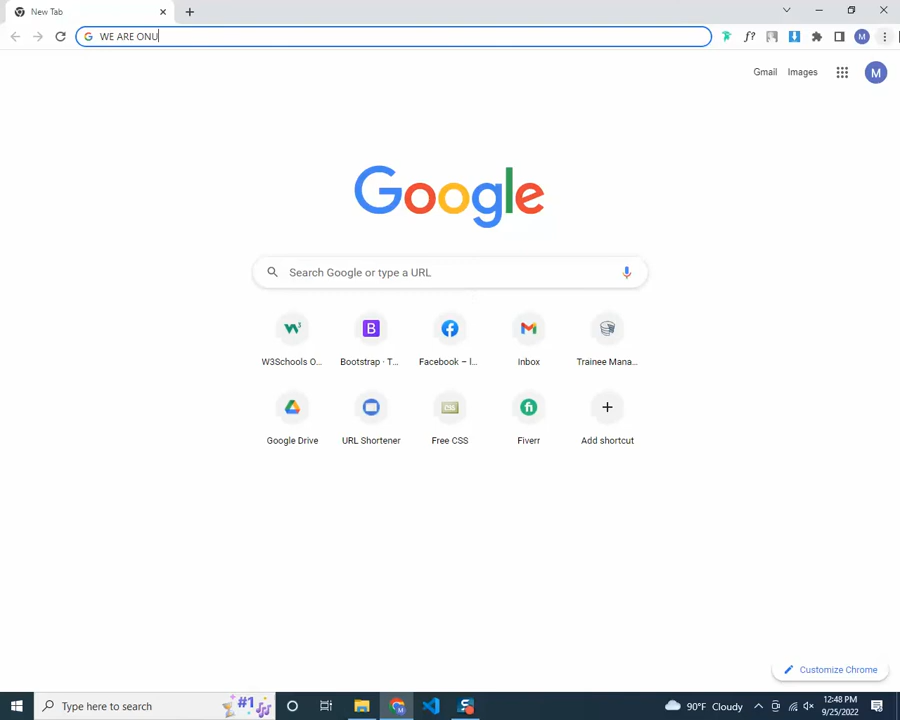 New Tab
WE ARE ONU
Gmail Images
M
M
Google
Search Google or type a URL
W3Schools O... Bootstrap · T... Facebook – l... Inbox Trainee Mana...
Google Drive URL Shortener Free CSS Fiverr Add shortcut
Customize Chrome
Type here to search
#1
90°F Cloudy
12:48 PM
9/25/2022